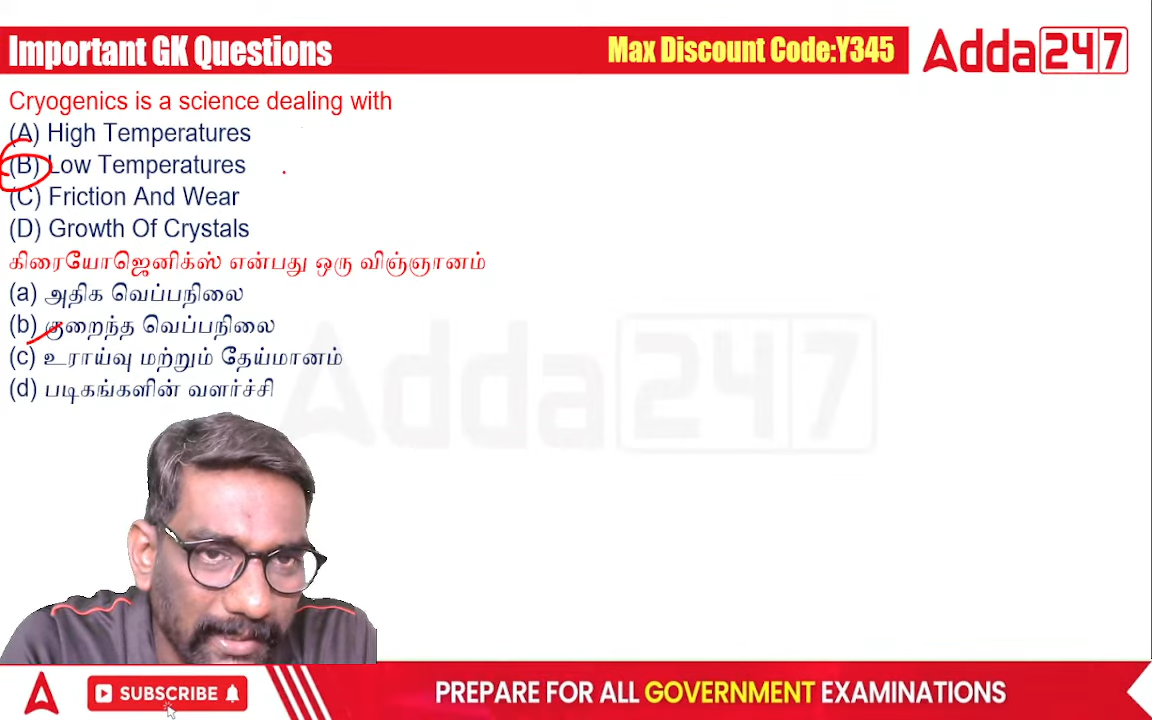 Important GK Questions
Max Discount Code:Y345
Adda247
Cryogenics is a science dealing with
(A) High Temperatures
(B) Low Temperatures
(C) Friction And Wear
(D) Growth Of Crystals
கிரையோஜெனிக்ஸ் என்பது ஒரு விஞ்ஞானம்
(a) அதிக வெப்பநிலை
(b) குறைந்த வெப்பநிலை
(c) உராய்வு மற்றும் தேய்மானம்
(d) படிகங்களின் வளர்ச்சி
Adda247
SUBSCRIBE
PREPARE FOR ALL GOVERNMENT EXAMINATIONS